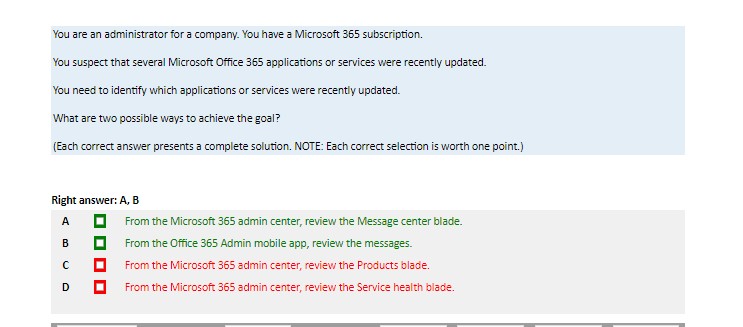 You are an administrator for a company. You have a Microsoft 365 subscription.
You suspect that several Microsoft Office 365 applications or services were recently updated.
You need to identify which applications or services were recently updated.
What are two possible ways to achieve the goal?
(Each correct answer presents a complete solution. NOTE: Each correct selection is worth one point.)
Right answer: A, B
A From the Microsoft 365 admin center, review the Message center blade.
B From the Office 365 Admin mobile app, review the messages.
C From the Microsoft 365 admin center, review the Products blade.
D From the Microsoft 365 admin center, review the Service health blade.